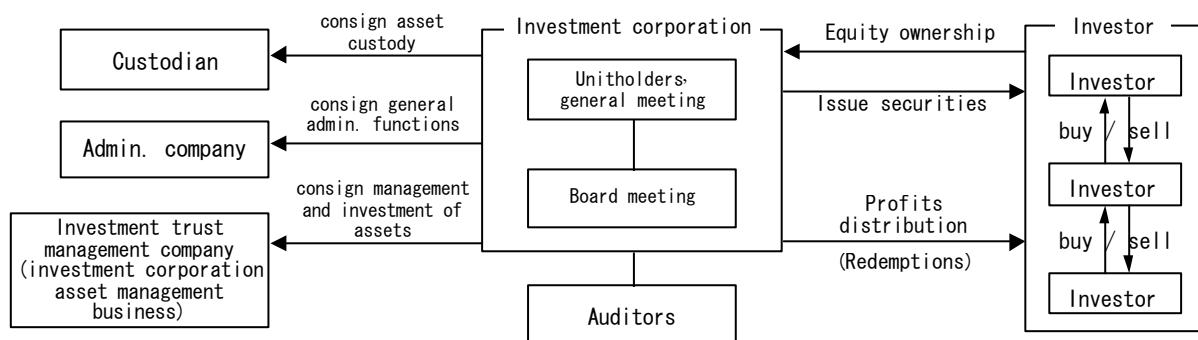 consign asset
custody
Custodian
consign general
admin. functions
Admin. company
consign management
and investment of
assets
Investment trust
management company
(investment corporation
asset management
business)
Investment corporation
Unitholders,
general meeting
Board meeting
Auditors
Equity ownership
Issue securities
Profits
distribution
(Redemptions)
Investor
Investor
buy / sell
Investor
buy / sell
Investor